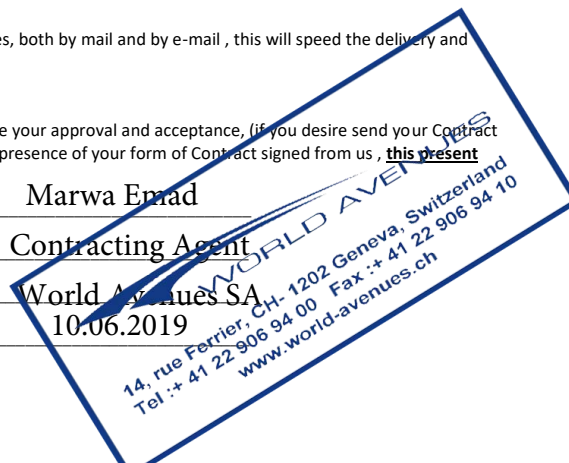 es, both by mail and by e-mail , this will speed the delivery and
e your approval and acceptance, (if you desire send your Contract
presence of your form of Contract signed from us , this present
Marwa Emad
Contracting Agent
World Avenues SA
10.06.2019
WORLD AVENUES
14, rue Ferrier, CH- 1202 Geneva, Switzerland
Tel :+ 41 22 906 94 00 Fax :+ 41 22 906 94 10
www.world-avenues.ch